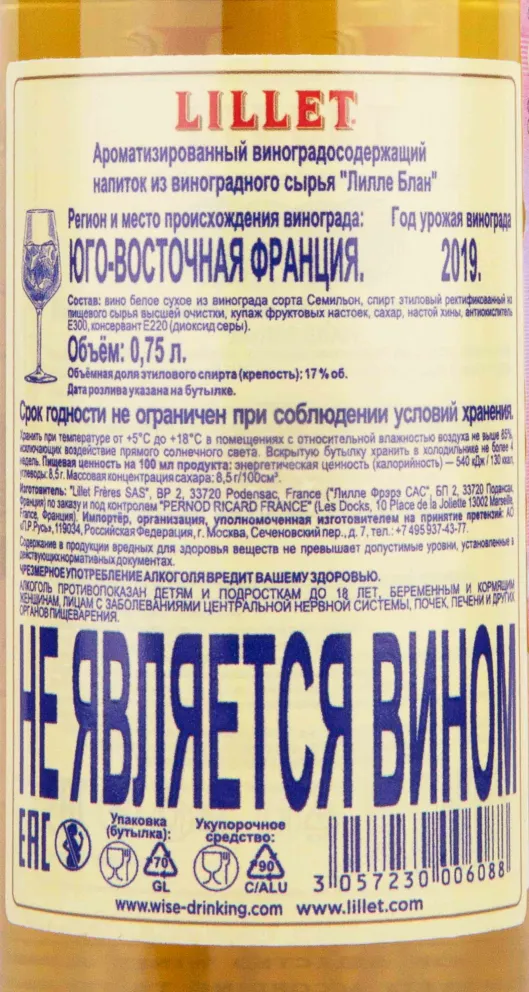 LILLET
Ароматизированный виноградосодержащий
напиток из виноградного сырья "Лилле Блан"
Регион и место происхождения винограда: Год урожая винограда
ЮГО-ВОСТОЧНАЯ ФРАНЦИЯ. 2019.
Состав: вино белое сухое из винограда сорта Семильон, спирт этиловый ректификованный из
пищевого сырья высшей очистки, купаж фруктовых настоек, сахар, настой хины, антиокислитель
Е300, консервант Е220 (диоксид серы).
Объём: 0,75 л.
Объёмная доля этилового спирта (крепость): 17 % об.
Дата розлива указана на бутылке.
Срок годности не ограничен при соблюдении условий хранения.
Хранить при температуре от +5°С до +18°С в помещениях с относительной влажностью воздуха не выше 85%,
исключающих воздействие прямого солнечного света. Вскрытую бутылку хранить в холодильнике не более 4
недель. Пищевая ценность на 100 мл продукта: энергетическая ценность (калорийность) — 540 кДж / 130 ккал,
углеводы: 8,5 г. Массовая концентрация сахара: 8,5 г/100см³.
Изготовитель: "Lillet Frères SAS", BP 2, 33720 Podensac, France ("Лилле Фрэрэ САС", БП 2, 33720 Подансак,
Франция) по заказу и под контролем "PERNOD RICARD FRANCE" (Les Docks, 10 Place de la Joliette 13002 Marseille,
France, Франция). Импортёр, организация, уполномоченная изготовителем на принятие претензий: АО
«П.Р.Русь», 119034, Российская Федерация, г. Москва, Сеченовский пер., д. 7, тел.: +7 495 937-43-77.
Содержание в продукции вредных для здоровья веществ не превышает допустимые уровни, установленные в
действующих нормативных документах.
ЧРЕЗМЕРНОЕ УПОТРЕБЛЕНИЕ АЛКОГОЛЯ ВРЕДИТ ВАШЕМУ ЗДОРОВЬЮ.
АЛКОГОЛЬ ПРОТИВОПОКАЗАН ДЕТЯМ И ПОДРОСТКАМ ДО 18 ЛЕТ, БЕРЕМЕННЫМ И КОРМЯЩИМ
ЖЕНЩИНАМ, ЛИЦАМ С ЗАБОЛЕВАНИЯМИ ЦЕНТРАЛЬНОЙ НЕРВНОЙ СИСТЕМЫ, ПОЧЕК, ПЕЧЕНИ И ДРУГИХ
ОРГАНОВ ПИЩЕВАРЕНИЯ.
НЕ ЯВЛЯЕТСЯ ВИНОМ
EAC
Упаковка
(бутылка):
70
GL
Укупорочное
средство:
90
C/ALU
3 057230 006088
www.wise-drinking.com www.lillet.com